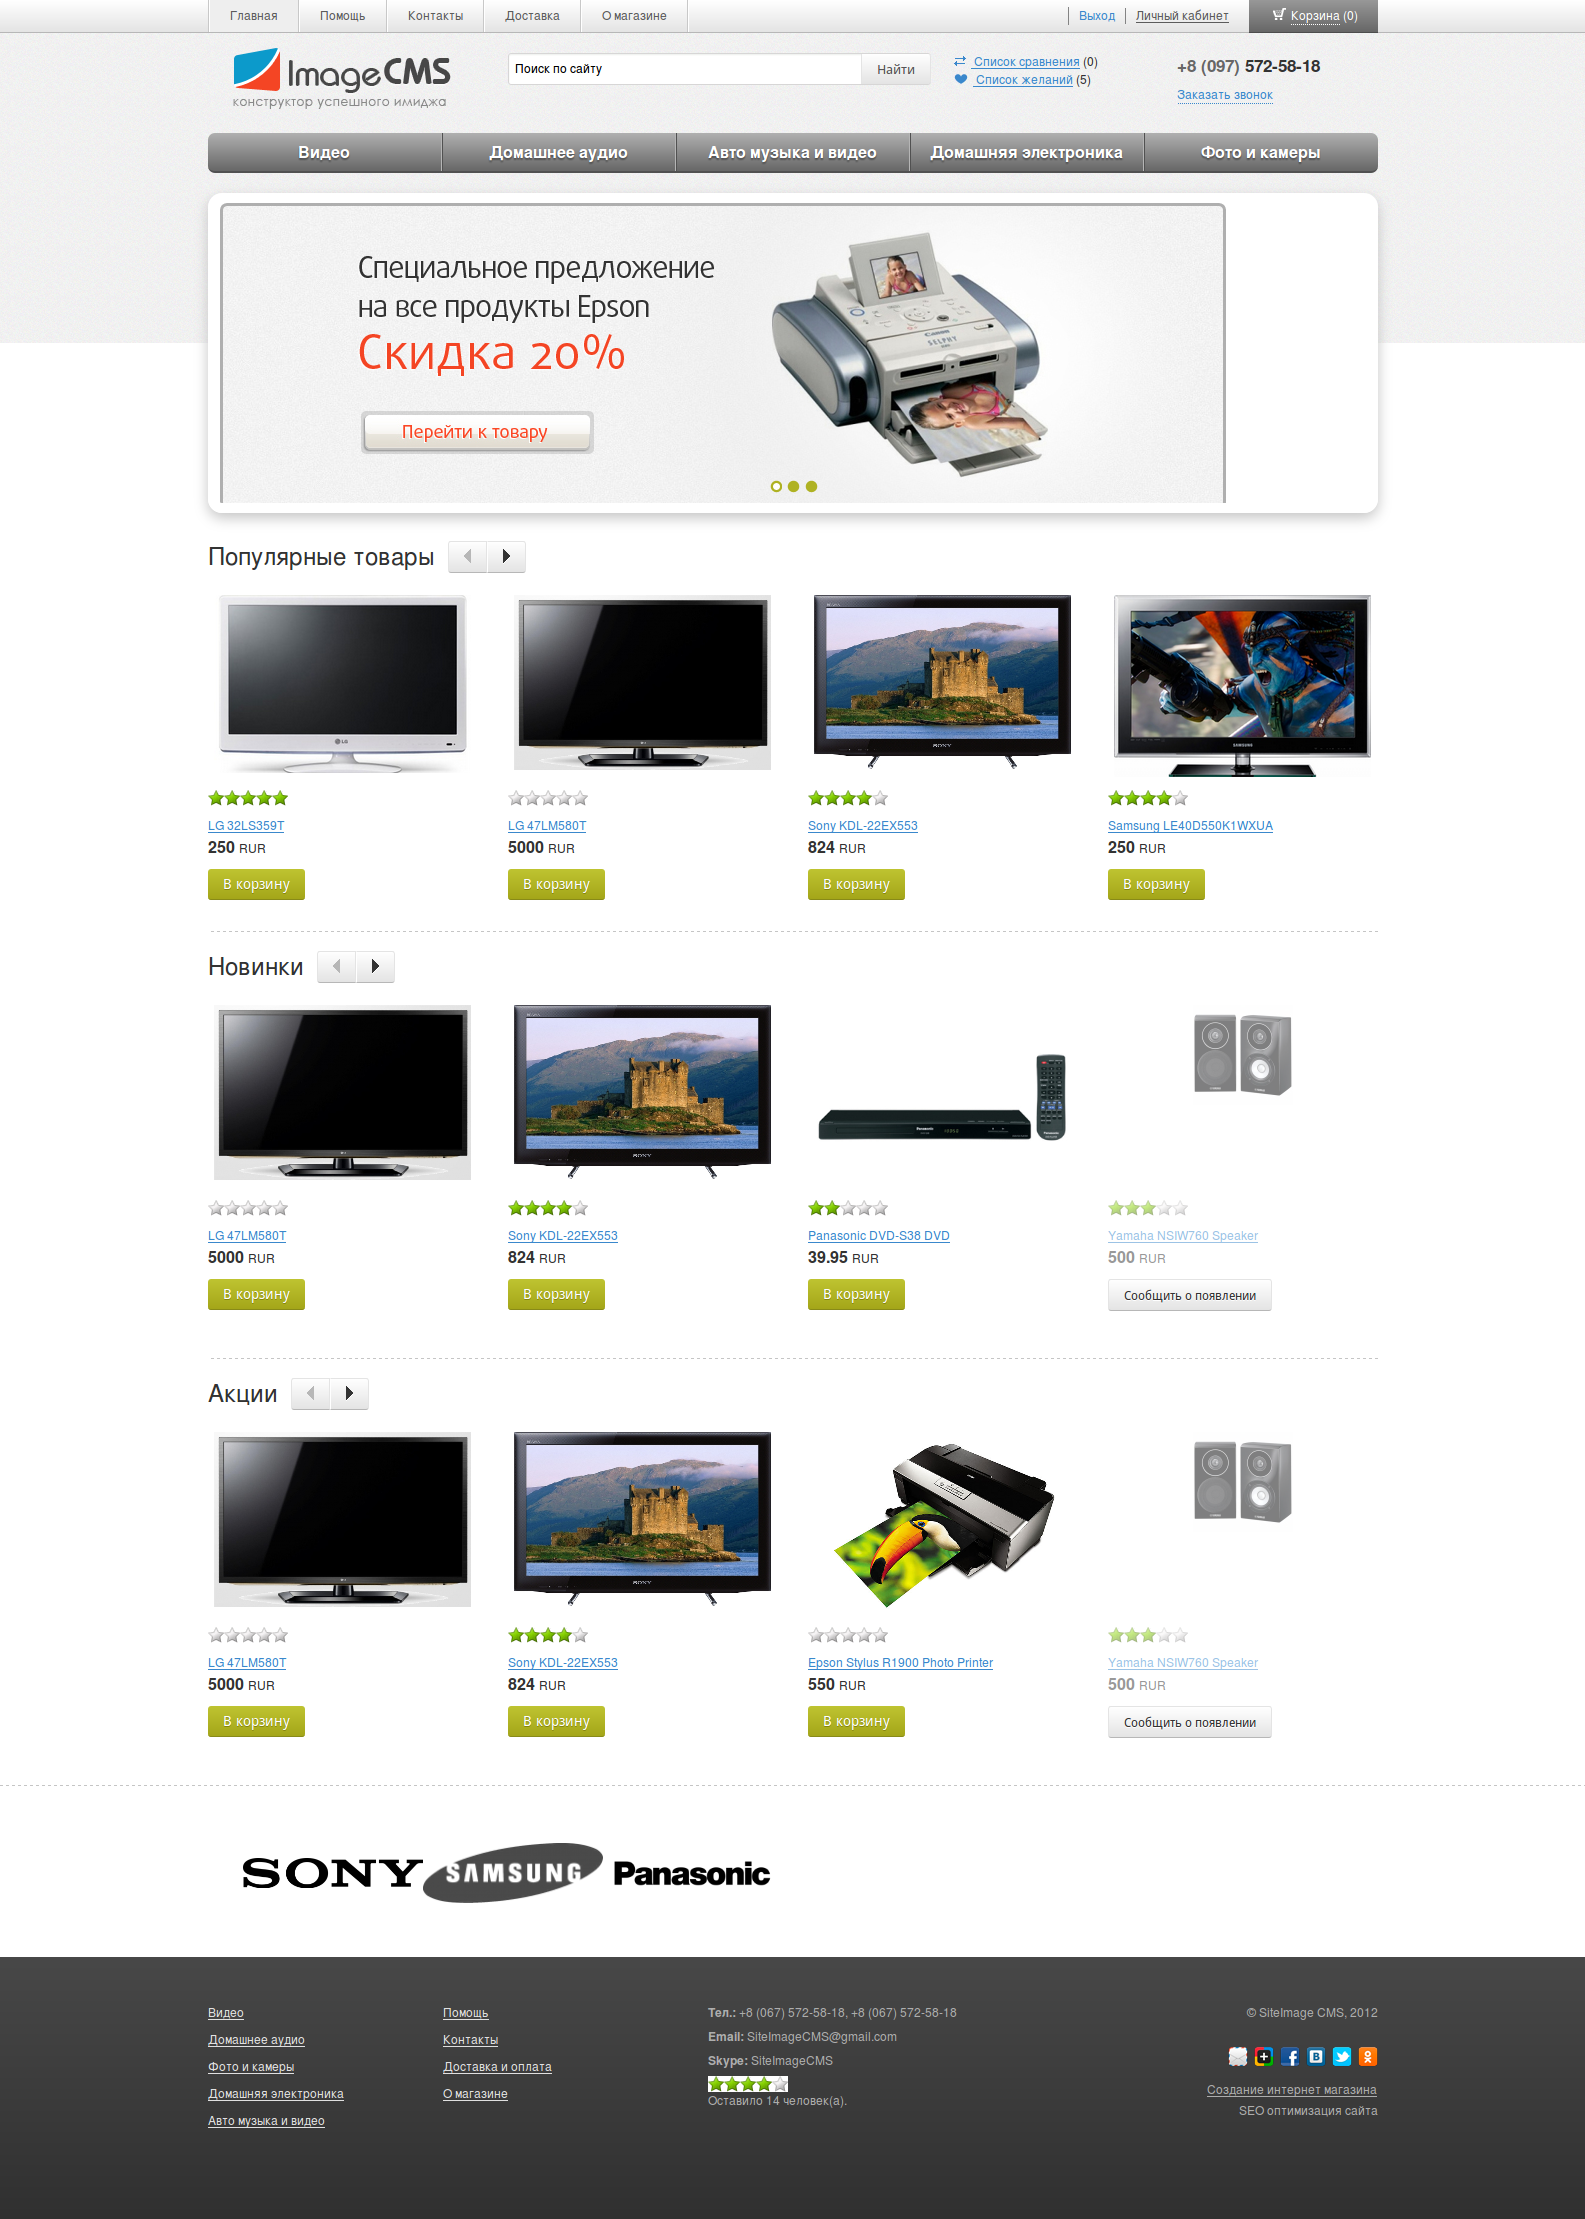 Главная Помощь Контакты Доставка О магазине Выход Личный кабинет Корзина (0)
ImageCMS
конструктор успешного имиджа
Поиск по сайту Найти
Список сравнения (0)
Список желаний (5)
+8 (097) 572-58-18
Заказать звонок
Видео Домашнее аудио Авто музыка и видео Домашняя электроника Фото и камеры
Специальное предложение
на все продукты Epson
Скидка 20%
Перейти к товару
Canon
SELPHY
Популярные товары
LG
SONY
SAMSUNG
LG 32LS359T LG 47LM580T Sony KDL-22EX553 Samsung LE40D550K1WXUA
250 RUR 5000 RUR 824 RUR 250 RUR
В корзину В корзину В корзину В корзину
Новинки
SONY
Panasonic
LG 47LM580T Sony KDL-22EX553 Panasonic DVD-S38 DVD Yamaha NSIW760 Speaker
5000 RUR 824 RUR 39.95 RUR 500 RUR
В корзину В корзину В корзину Сообщить о появлении
Акции
SONY
LG 47LM580T Sony KDL-22EX553 Epson Stylus R1900 Photo Printer Yamaha NSIW760 Speaker
5000 RUR 824 RUR 550 RUR 500 RUR
В корзину В корзину В корзину Сообщить о появлении
SONY SAMSUNG Panasonic
Видео
Домашнее аудио
Фото и камеры
Домашняя электроника
Авто музыка и видео
Помощь
Контакты
Доставка и оплата
О магазине
Тел.: +8 (067) 572-58-18, +8 (067) 572-58-18
Email: SiteImageCMS@gmail.com
Skype: SiteImageCMS
Оставило 14 человек(а).
© SiteImage CMS, 2012
Создание интернет магазина
SEO оптимизация сайта